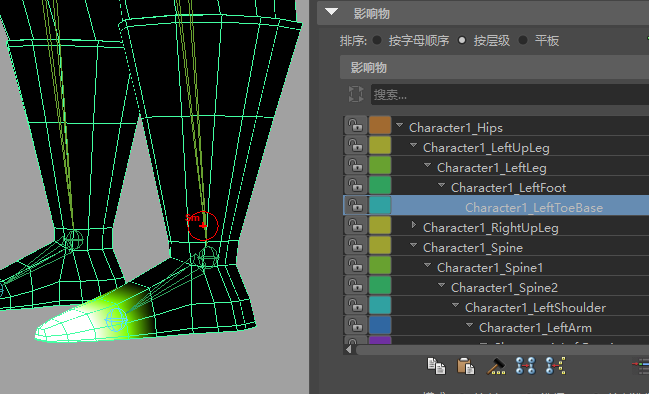 影响物
排序: 按字母顺序 按层级 平板
影响物
搜索...
Character1_Hips
Character1_LeftUpLeg
Character1_LeftLeg
Character1_LeftFoot
Character1_LeftToeBase
Character1_RightUpLeg
Character1_Spine
Character1_Spine1
Character1_Spine2
Character1_LeftShoulder
Character1_LeftArm